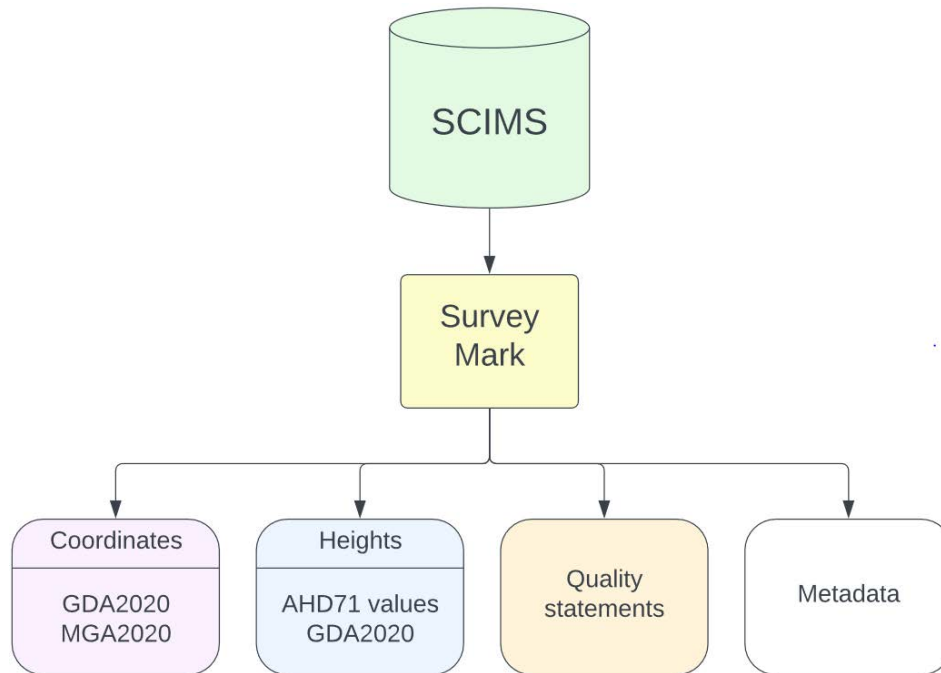 SCIMS
Survey
Mark
Coordinates
GDA2020
MGA2020
Heights
AHD71 values
GDA2020
Quality
statements
Metadata